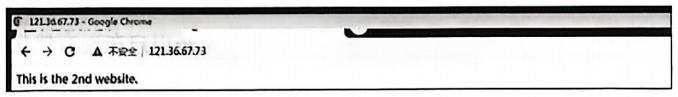 121.36.67.73 - Google Chrome
不安全 121.36.67.73
This is the 2nd website.